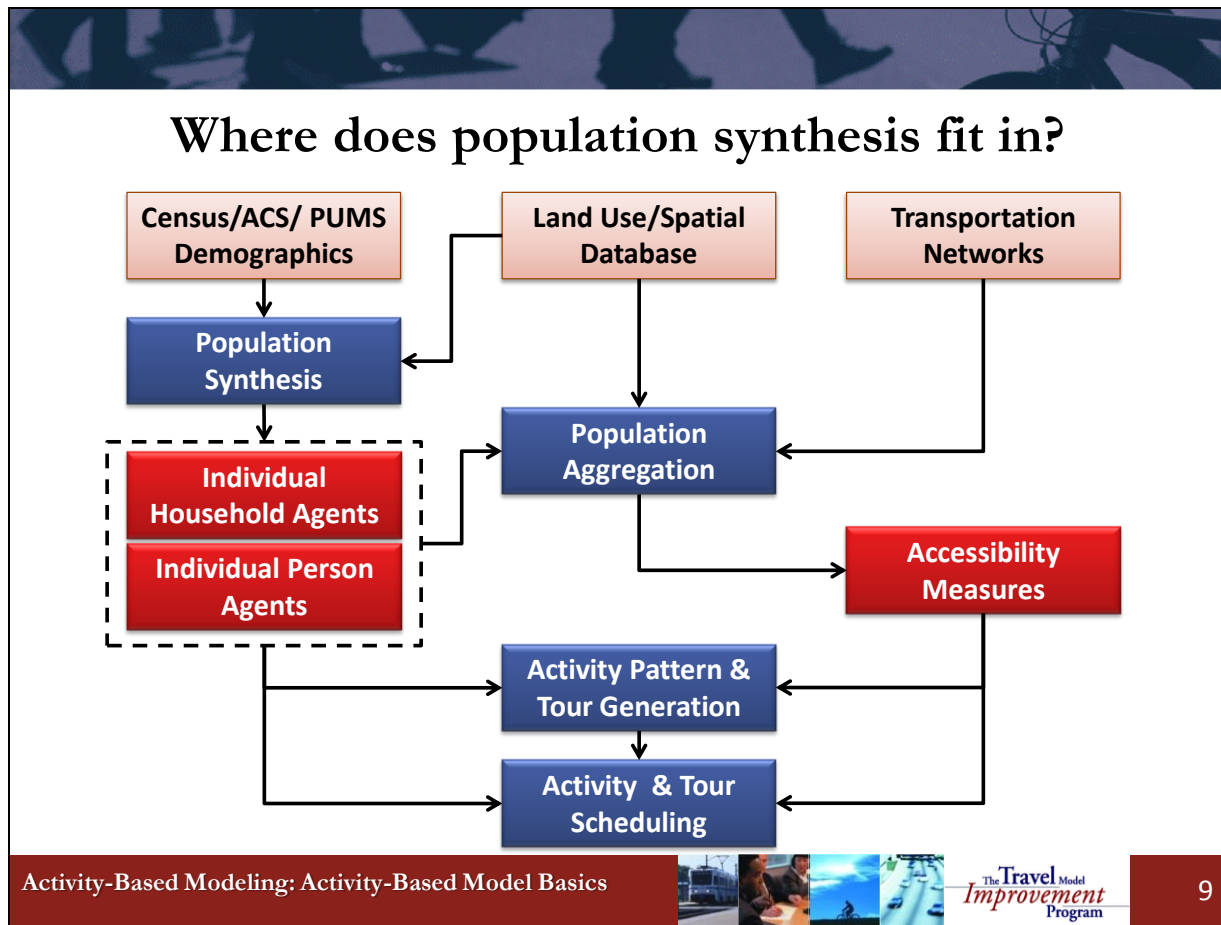 Where does population synthesis fit in?
Census/ACS/ PUMS
Demographics
Land Use/Spatial
Database
Transportation
Networks
Population
Synthesis
Population
Aggregation
Individual
Household Agents
Individual Person
Agents
Accessibility
Measures
Activity Pattern &
Tour Generation
Activity & Tour
Scheduling
Activity-Based Modeling: Activity-Based Model Basics
The Travel Model
Improvement
Program
9